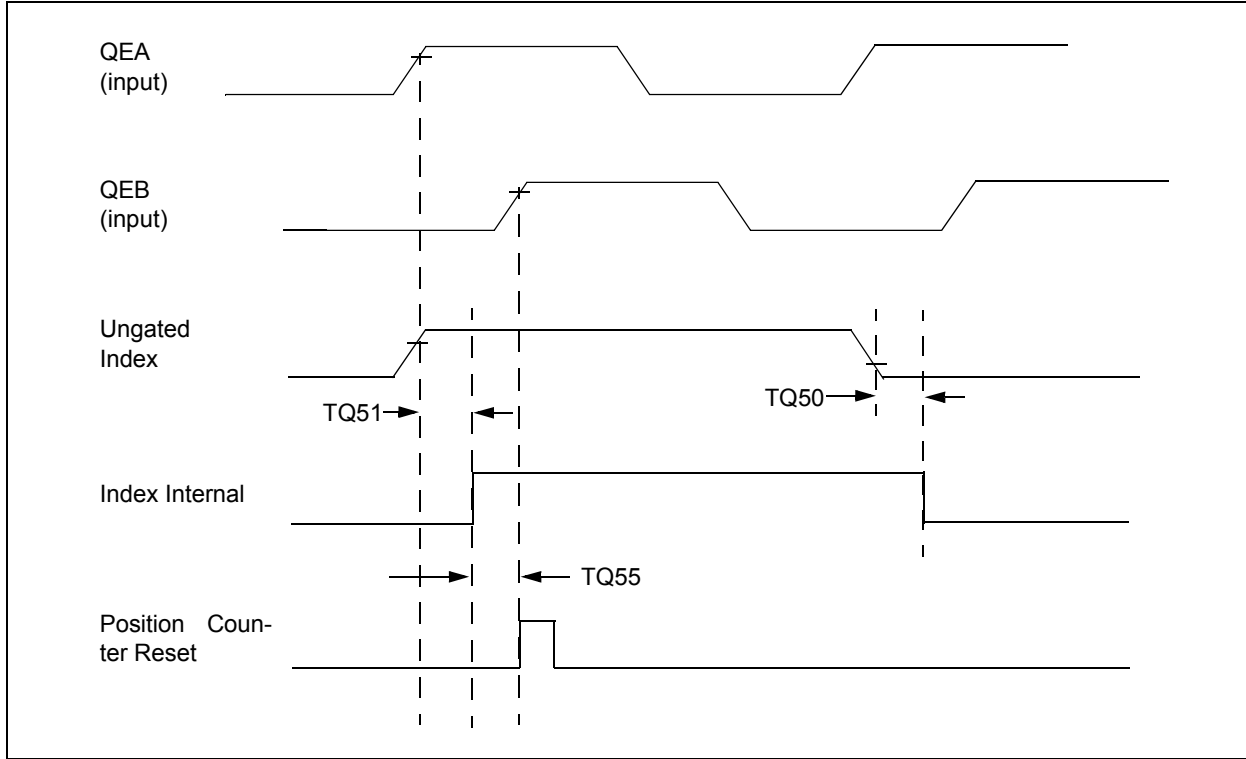 QEA
(input)
QEB
(input)
Ungated
Index
TQ51
TQ50
Index Internal
TQ55
Position Coun-
ter Reset